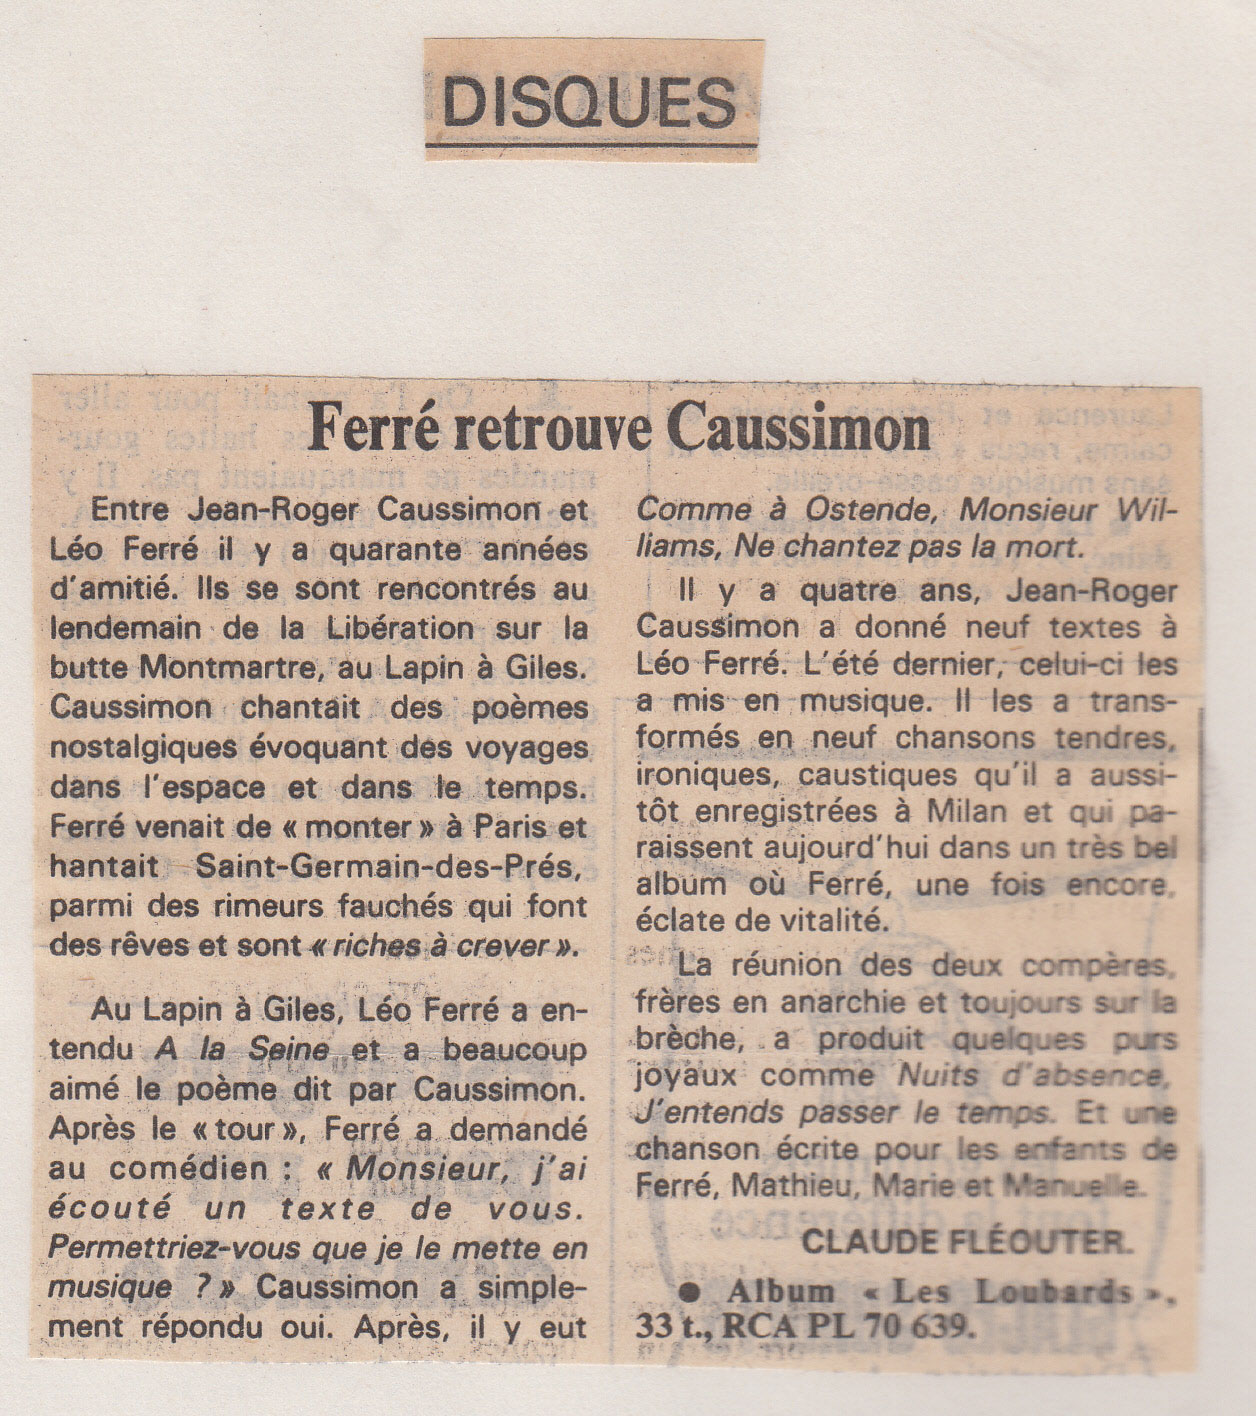 DISQUES
Ferré retrouve Caussimon
Entre Jean-Roger Caussimon et
Léo Ferré il y a quarante années
d'amitié. Ils se sont rencontrés au
lendemain de la Libération sur la
butte Montmartre, au Lapin à Giles.
Caussimon chantait des poèmes
nostalgiques évoquant des voyages
dans l'espace et dans le temps.
Ferré venait de « monter » à Paris et
hantait Saint-Germain-des-Prés,
parmi des rimeurs fauchés qui font
des rêves et sont « riches à crever ».
Au Lapin à Giles, Léo Ferré a en-
tendu A la Seine et a beaucoup
aimé le poème dit par Caussimon.
Après le « tour », Ferré a demandé
au comédien : « Monsieur, j'ai
écouté un texte de vous.
Permettriez-vous que je le mette en
musique ? » Caussimon a simple-
ment répondu oui. Après, il y eut
Comme à Ostende, Monsieur Wil-
liams, Ne chantez pas la mort.
Il y a quatre ans, Jean-Roger
Caussimon a donné neuf textes à
Léo Ferré. L'été dernier, celui-ci les
a mis en musique. Il les a trans-
formés en neuf chansons tendres,
ironiques, caustiques qu'il a aussi-
tôt enregistrées à Milan et qui pa-
raissent aujourd'hui dans un très bel
album où Ferré, une fois encore,
éclate de vitalité.
La réunion des deux compères,
frères en anarchie et toujours sur la
brèche, a produit quelques purs
joyaux comme Nuits d'absence,
J'entends passer le temps. Et une
chanson écrite pour les enfants de
Ferré, Mathieu, Marie et Manuelle.
CLAUDE FLÉOUTER.
● Album « Les Loubards »,
33 t., RCA PL 70 639.